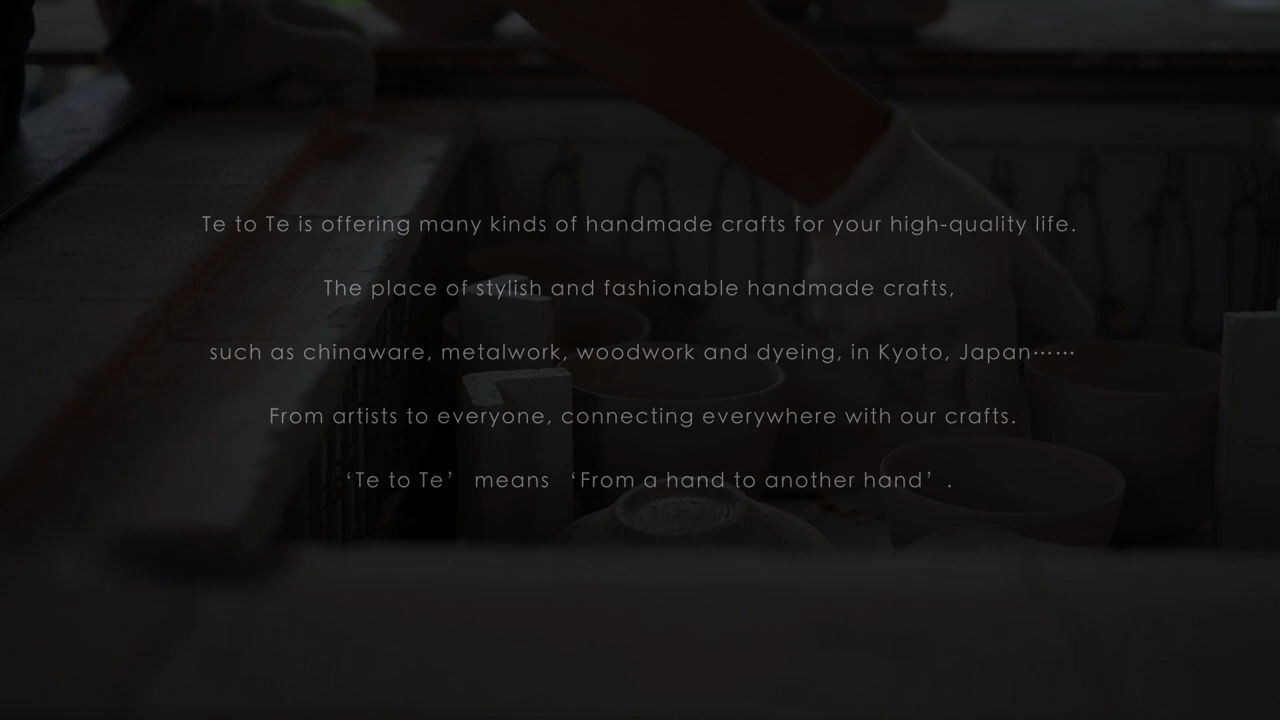 Te to Te is offering many kinds of handmade crafts for your high-quality life.
The place of stylish and fashionable handmade crafts,
such as chinaware, metalwork, woodwork and dyeing, in Kyoto, Japan⋯⋯
From artists to everyone, connecting everywhere with our crafts.
‘Te to Te’ means ‘From a hand to another hand’ .